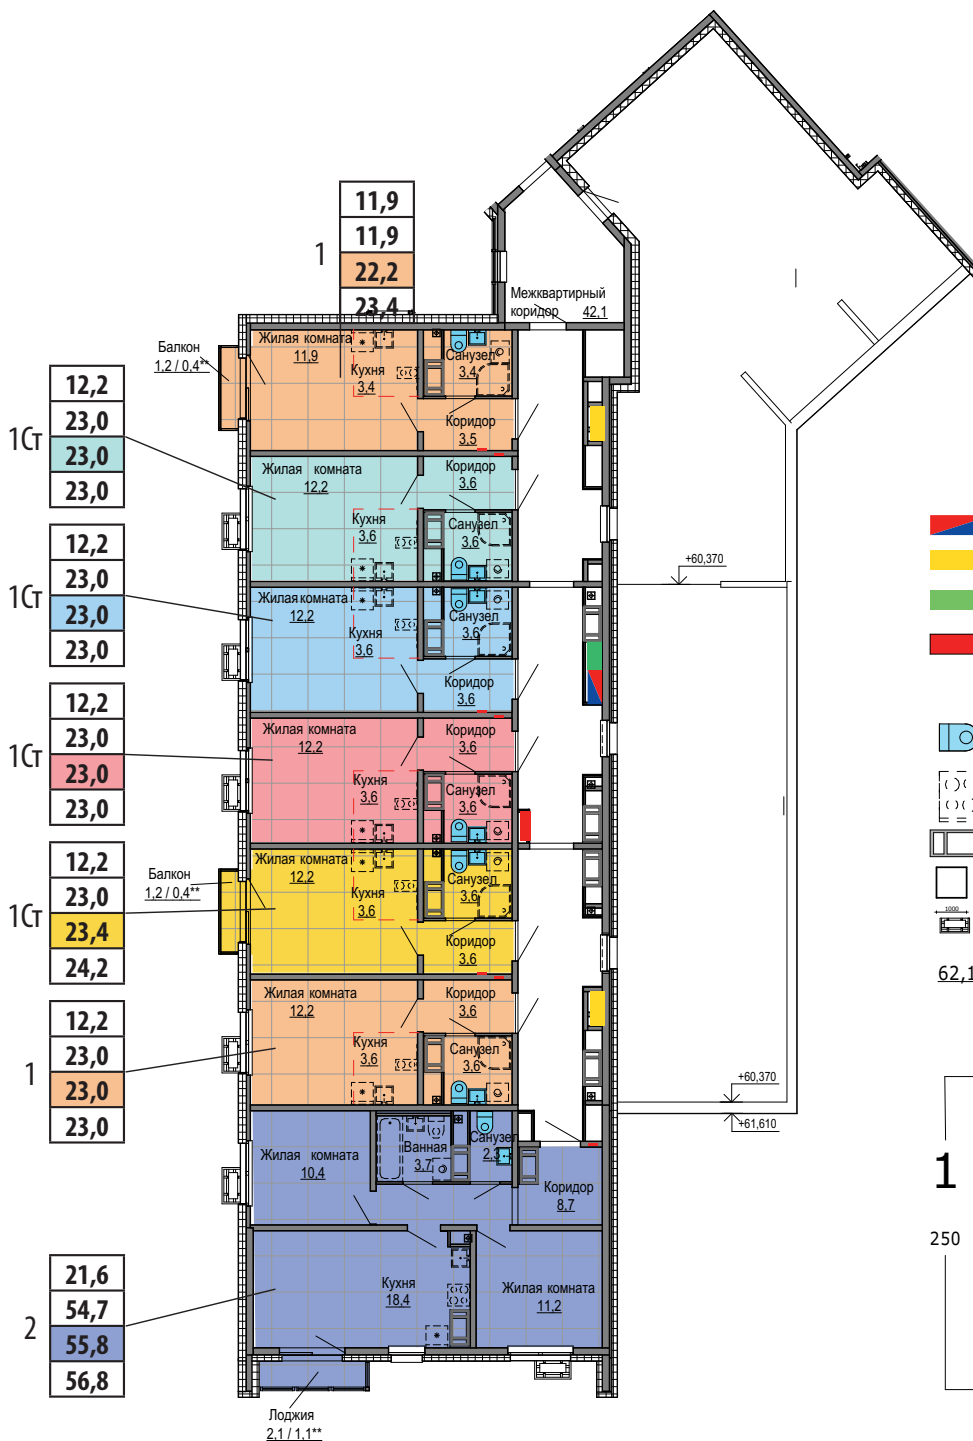 11,9
11,9
1
22,2
23,4
Межквартирный
коридор
42,1
Балкон
1,2 / 0,4**
Жилая комната
11,9
Кухня
3,4
Санузел
3,4
Коридор
3,5
12,2
23,0
1Ст
23,0
23,0
Жилая комната
12,2
Коридор
3,6
Кухня
3,6
Санузел
3,6
+60,370
12,2
23,0
1Ст
23,0
23,0
Жилая комната
12,2
Кухня
3,6
Санузел
3,6
Коридор
3,6
12,2
23,0
1Ст
23,0
23,0
Жилая комната
12,2
Коридор
3,6
Кухня
3,6
Санузел
3,6
12,2
23,0
1Ст
23,4
24,2
Балкон
1,2 / 0,4**
Жилая комната
12,2
Кухня
3,6
Санузел
3,6
Коридор
3,6
1000
62,1
12,2
23,0
1
23,0
23,0
Жилая комната
12,2
Коридор
3,6
Кухня
3,6
Санузел
3,6
+60,370
+61,610
Жилая комната
10,4
Ванная
3,7
Санузел
2,3
Коридор
8,7
1
250
21,6
54,7
2
55,8
56,8
Кухня
18,4
Жилая комната
11,2
Лоджия
2,1 / 1,1**